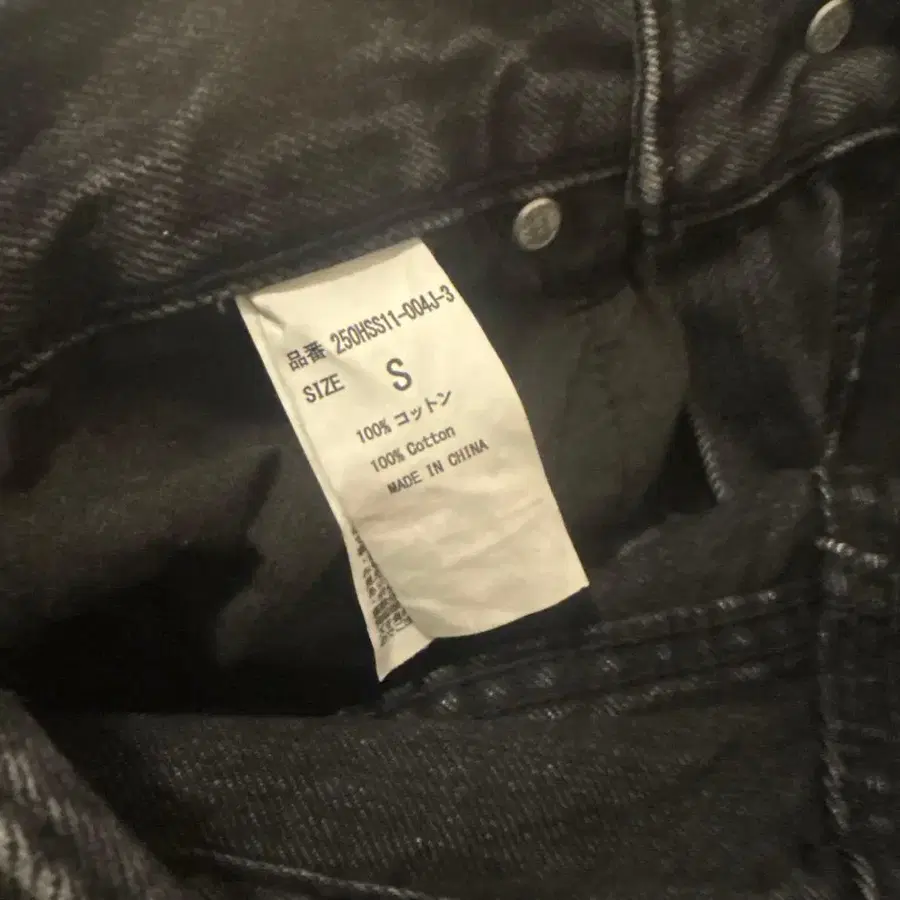 品番 250HSS11-004J-3
SIZE S
100% コットン
100% Cotton
MADE IN CHINA